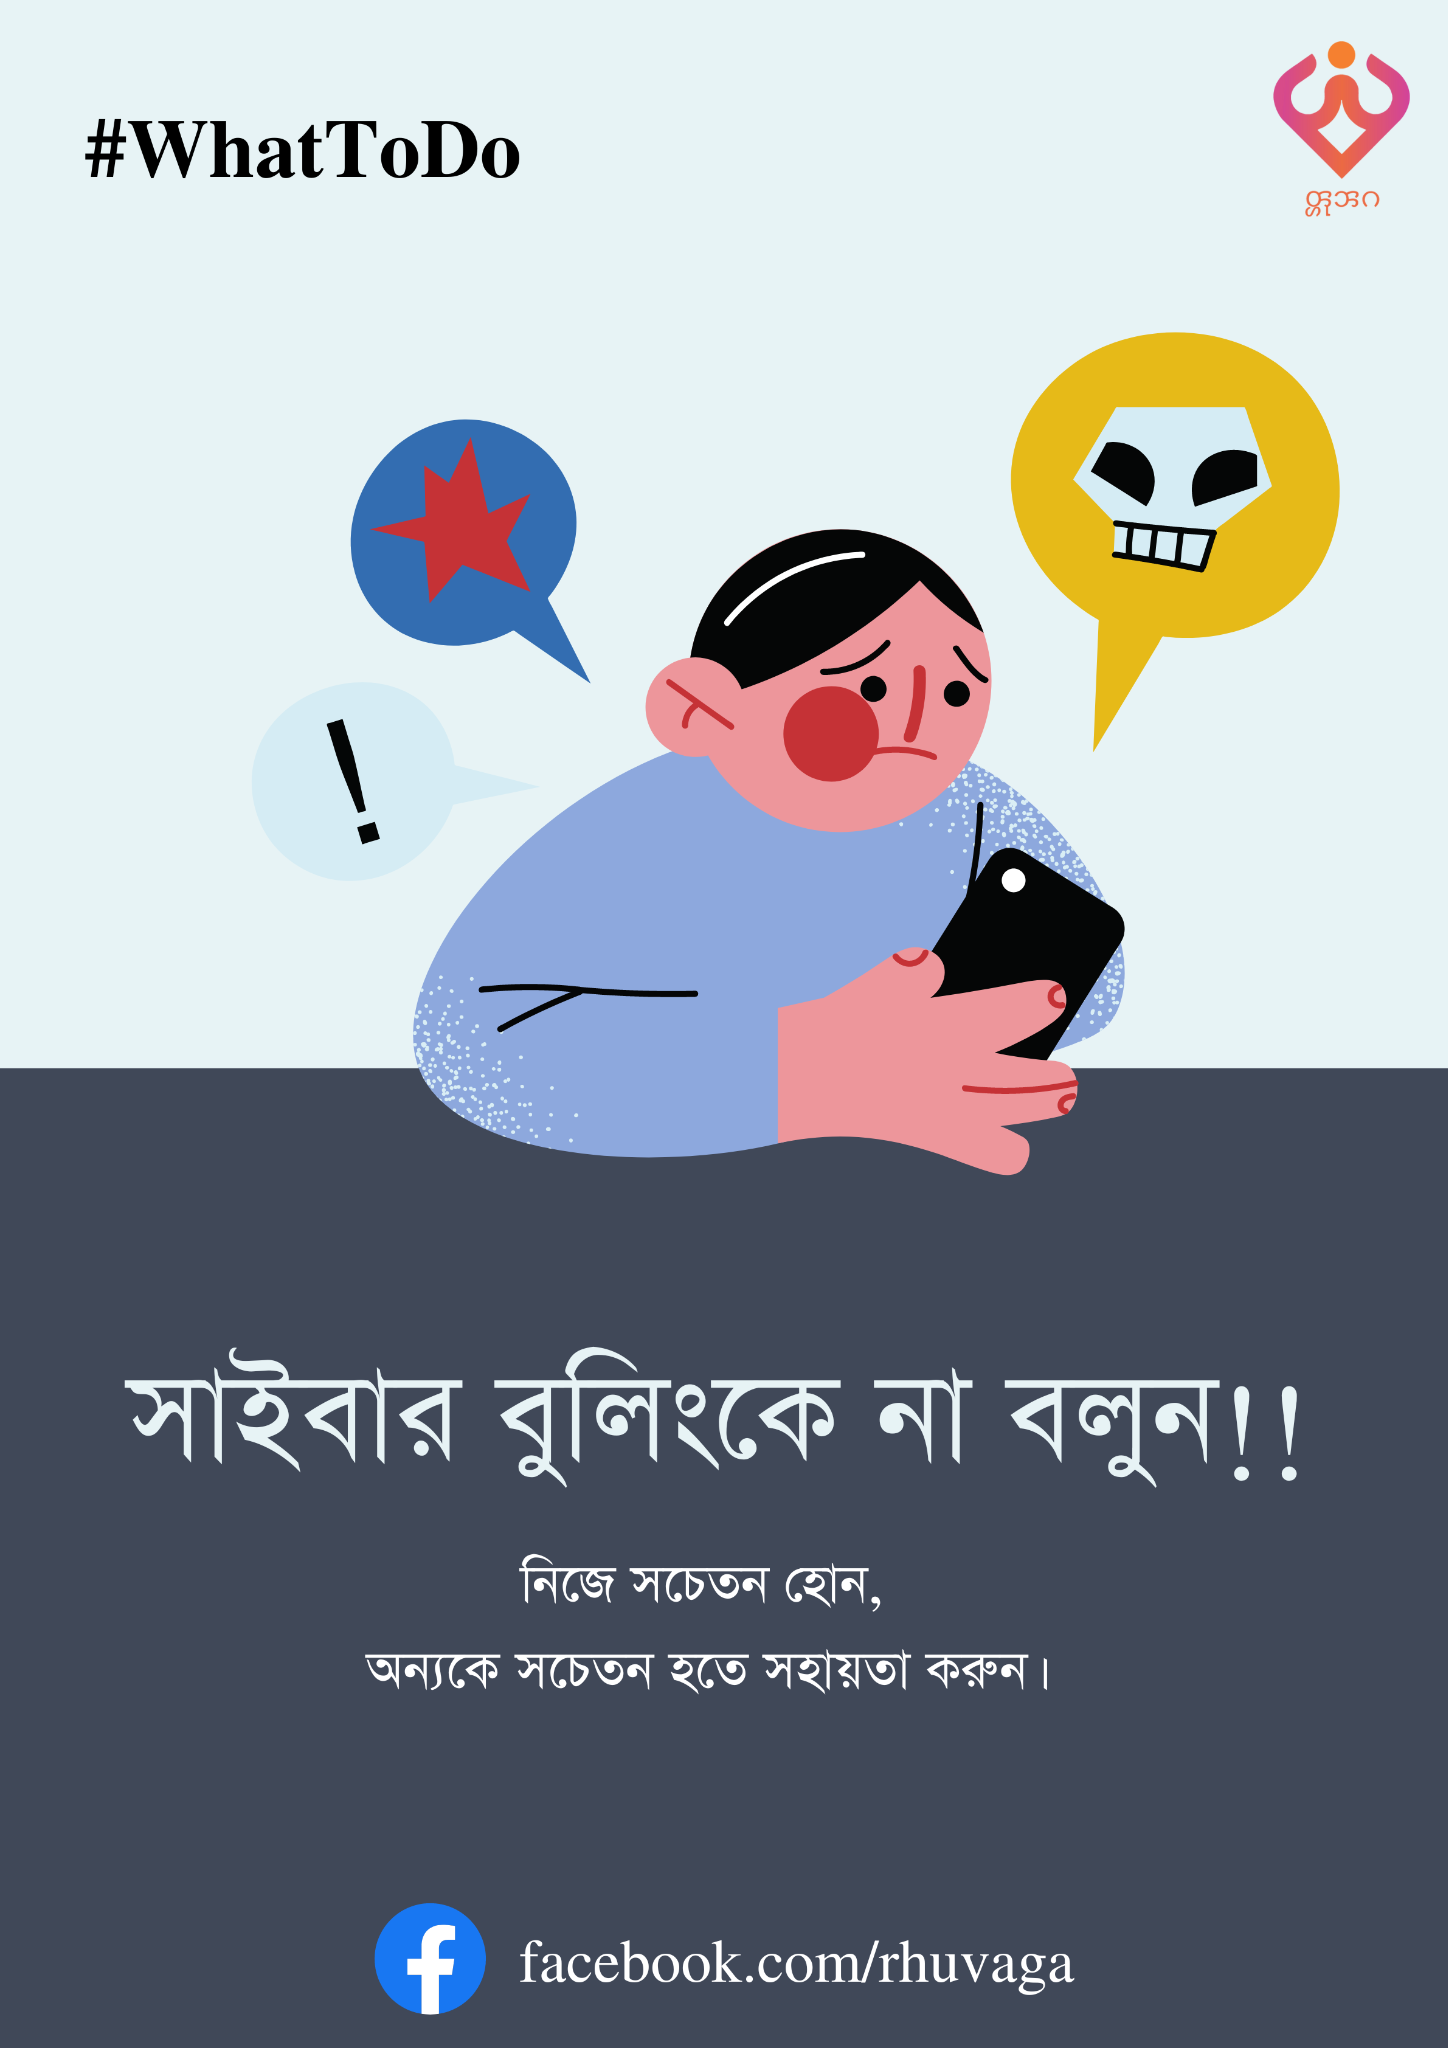 #WhatToDo
!
সাইবার বুলিংকে না বলুন!!
নিজে সচেতন হোন,
অন্যকে সচেতন হতে সহায়তা করুন।
facebook.com/rhuvaga